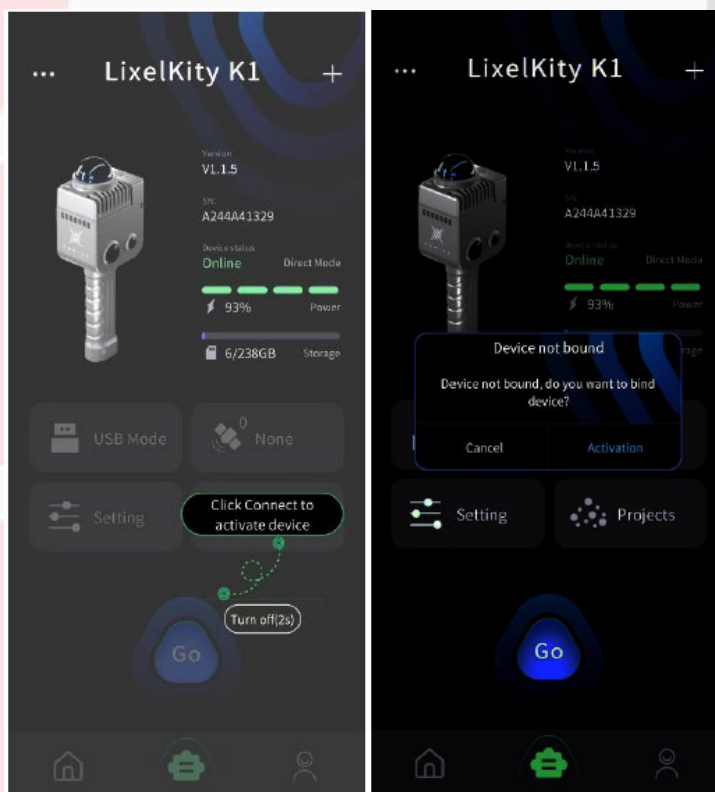 LixelKity K1
Version
V1.1.5
SN:
A244A41329
Device status
Online Direct Mode
93% Power
6/238GB Storage
USB Mode
0
None
Setting
Click Connect to
activate device
Turn off(2s)
Go
LixelKity K1
Version
V1.1.5
SN:
A244A41329
Device status
Online Direct Mode
93% Power
Device not bound
Device not bound, do you want to bind
device?
Cancel Activation
Setting
Projects
Go